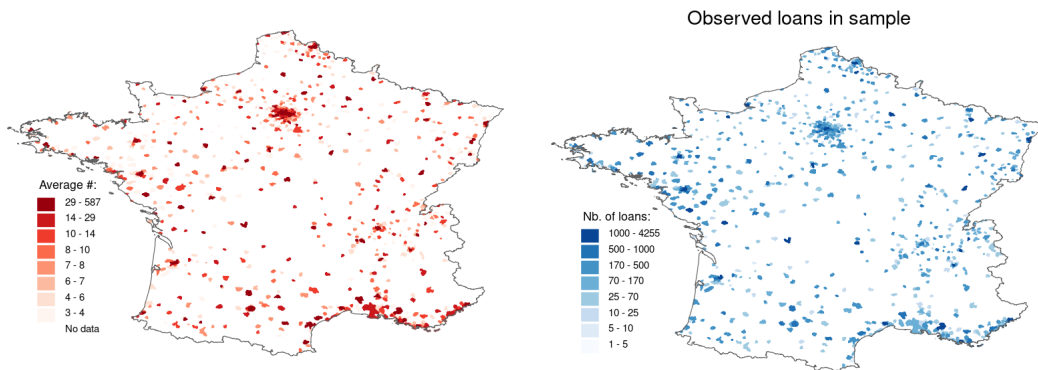 Observed loans in sample
Average #:
29 - 587
14 - 29
10 - 14
8 - 10
7 - 8
6 - 7
4 - 6
3 - 4
No data
Nb. of loans:
1000 - 4255
500 - 1000
170 - 500
70 - 170
25 - 70
10 - 25
5 - 10
1 - 5